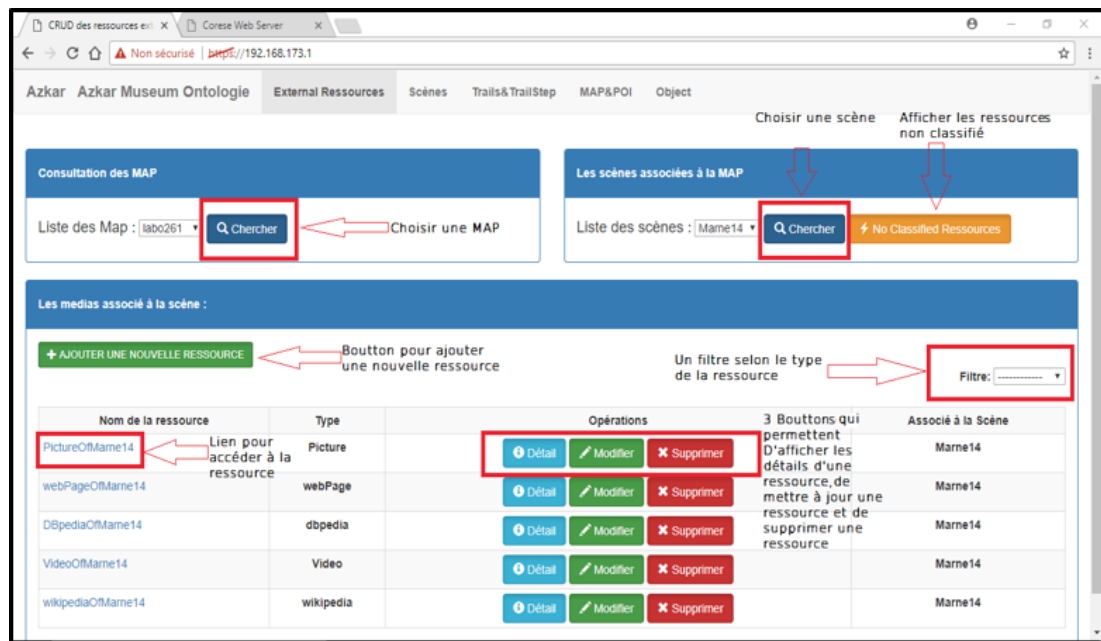 CRUD des ressources ext
Corese Web Server
Non sécurisé | https://192.168.173.1
Azkar Azkar Museum Ontologie External Ressources Scènes Trails&TrailStep MAP&POI Object
Choisir une scène
Afficher les ressources
non classifié
Consultation des MAP
Les scènes associées à la MAP
Liste des Map : labo261 Chercher
Choisir une MAP
Liste des scènes : Marne14 Chercher No Classified Ressources
Les medias associé à la scène :
+ AJOUTER UNE NOUVELLE RESSOURCE
Boutton pour ajouter
une nouvelle ressource
Un filtre selon le type
de la ressource
Filtre: ------------
Nom de la ressource Type Opérations Associé à la Scène
PictureOfMarne14 Picture Détail Modifier Supprimer Marne14
Lien pour
accéder à la
ressource
3 Bouttons qui
permettent
D'afficher les
détails d'une
ressource,de
mettre à jour une
ressource et de
supprimer une
ressource
webPageOfMarne14 webPage Détail Modifier Supprimer Marne14
DBpediaOfMarne14 dbpedia Détail Modifier Supprimer Marne14
VideoOfMarne14 Video Détail Modifier Supprimer Marne14
wikipediaOfMarne14 wikipedia Détail Modifier Supprimer Marne14